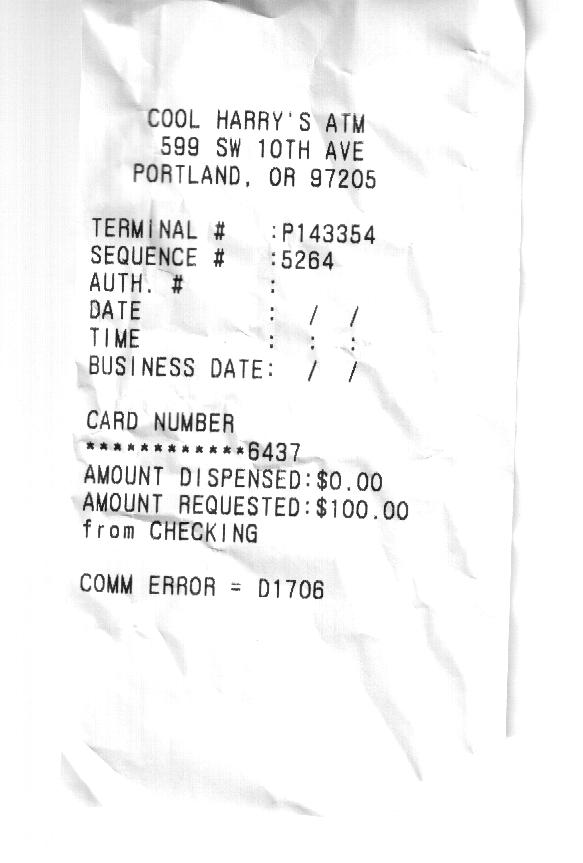 COOL HARRY'S ATM
599 SW 10TH AVE
PORTLAND, OR 97205
TERMINAL # :P143354
SEQUENCE # :5264
AUTH. # :
DATE : / /
TIME : : :
BUSINESS DATE: / /
CARD NUMBER
************6437
AMOUNT DISPENSED:$0.00
AMOUNT REQUESTED:$100.00
from CHECKING
COMM ERROR = D1706